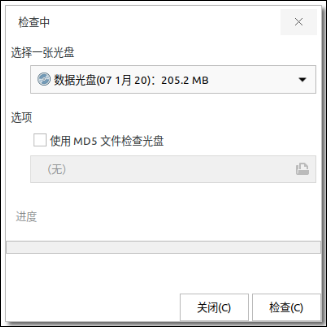 检查中
选择一张光盘
数据光盘(07 1月 20)：205.2 MB
选项
使用 MD5 文件检查光盘
（无）
进度
关闭(C)
检查(C)